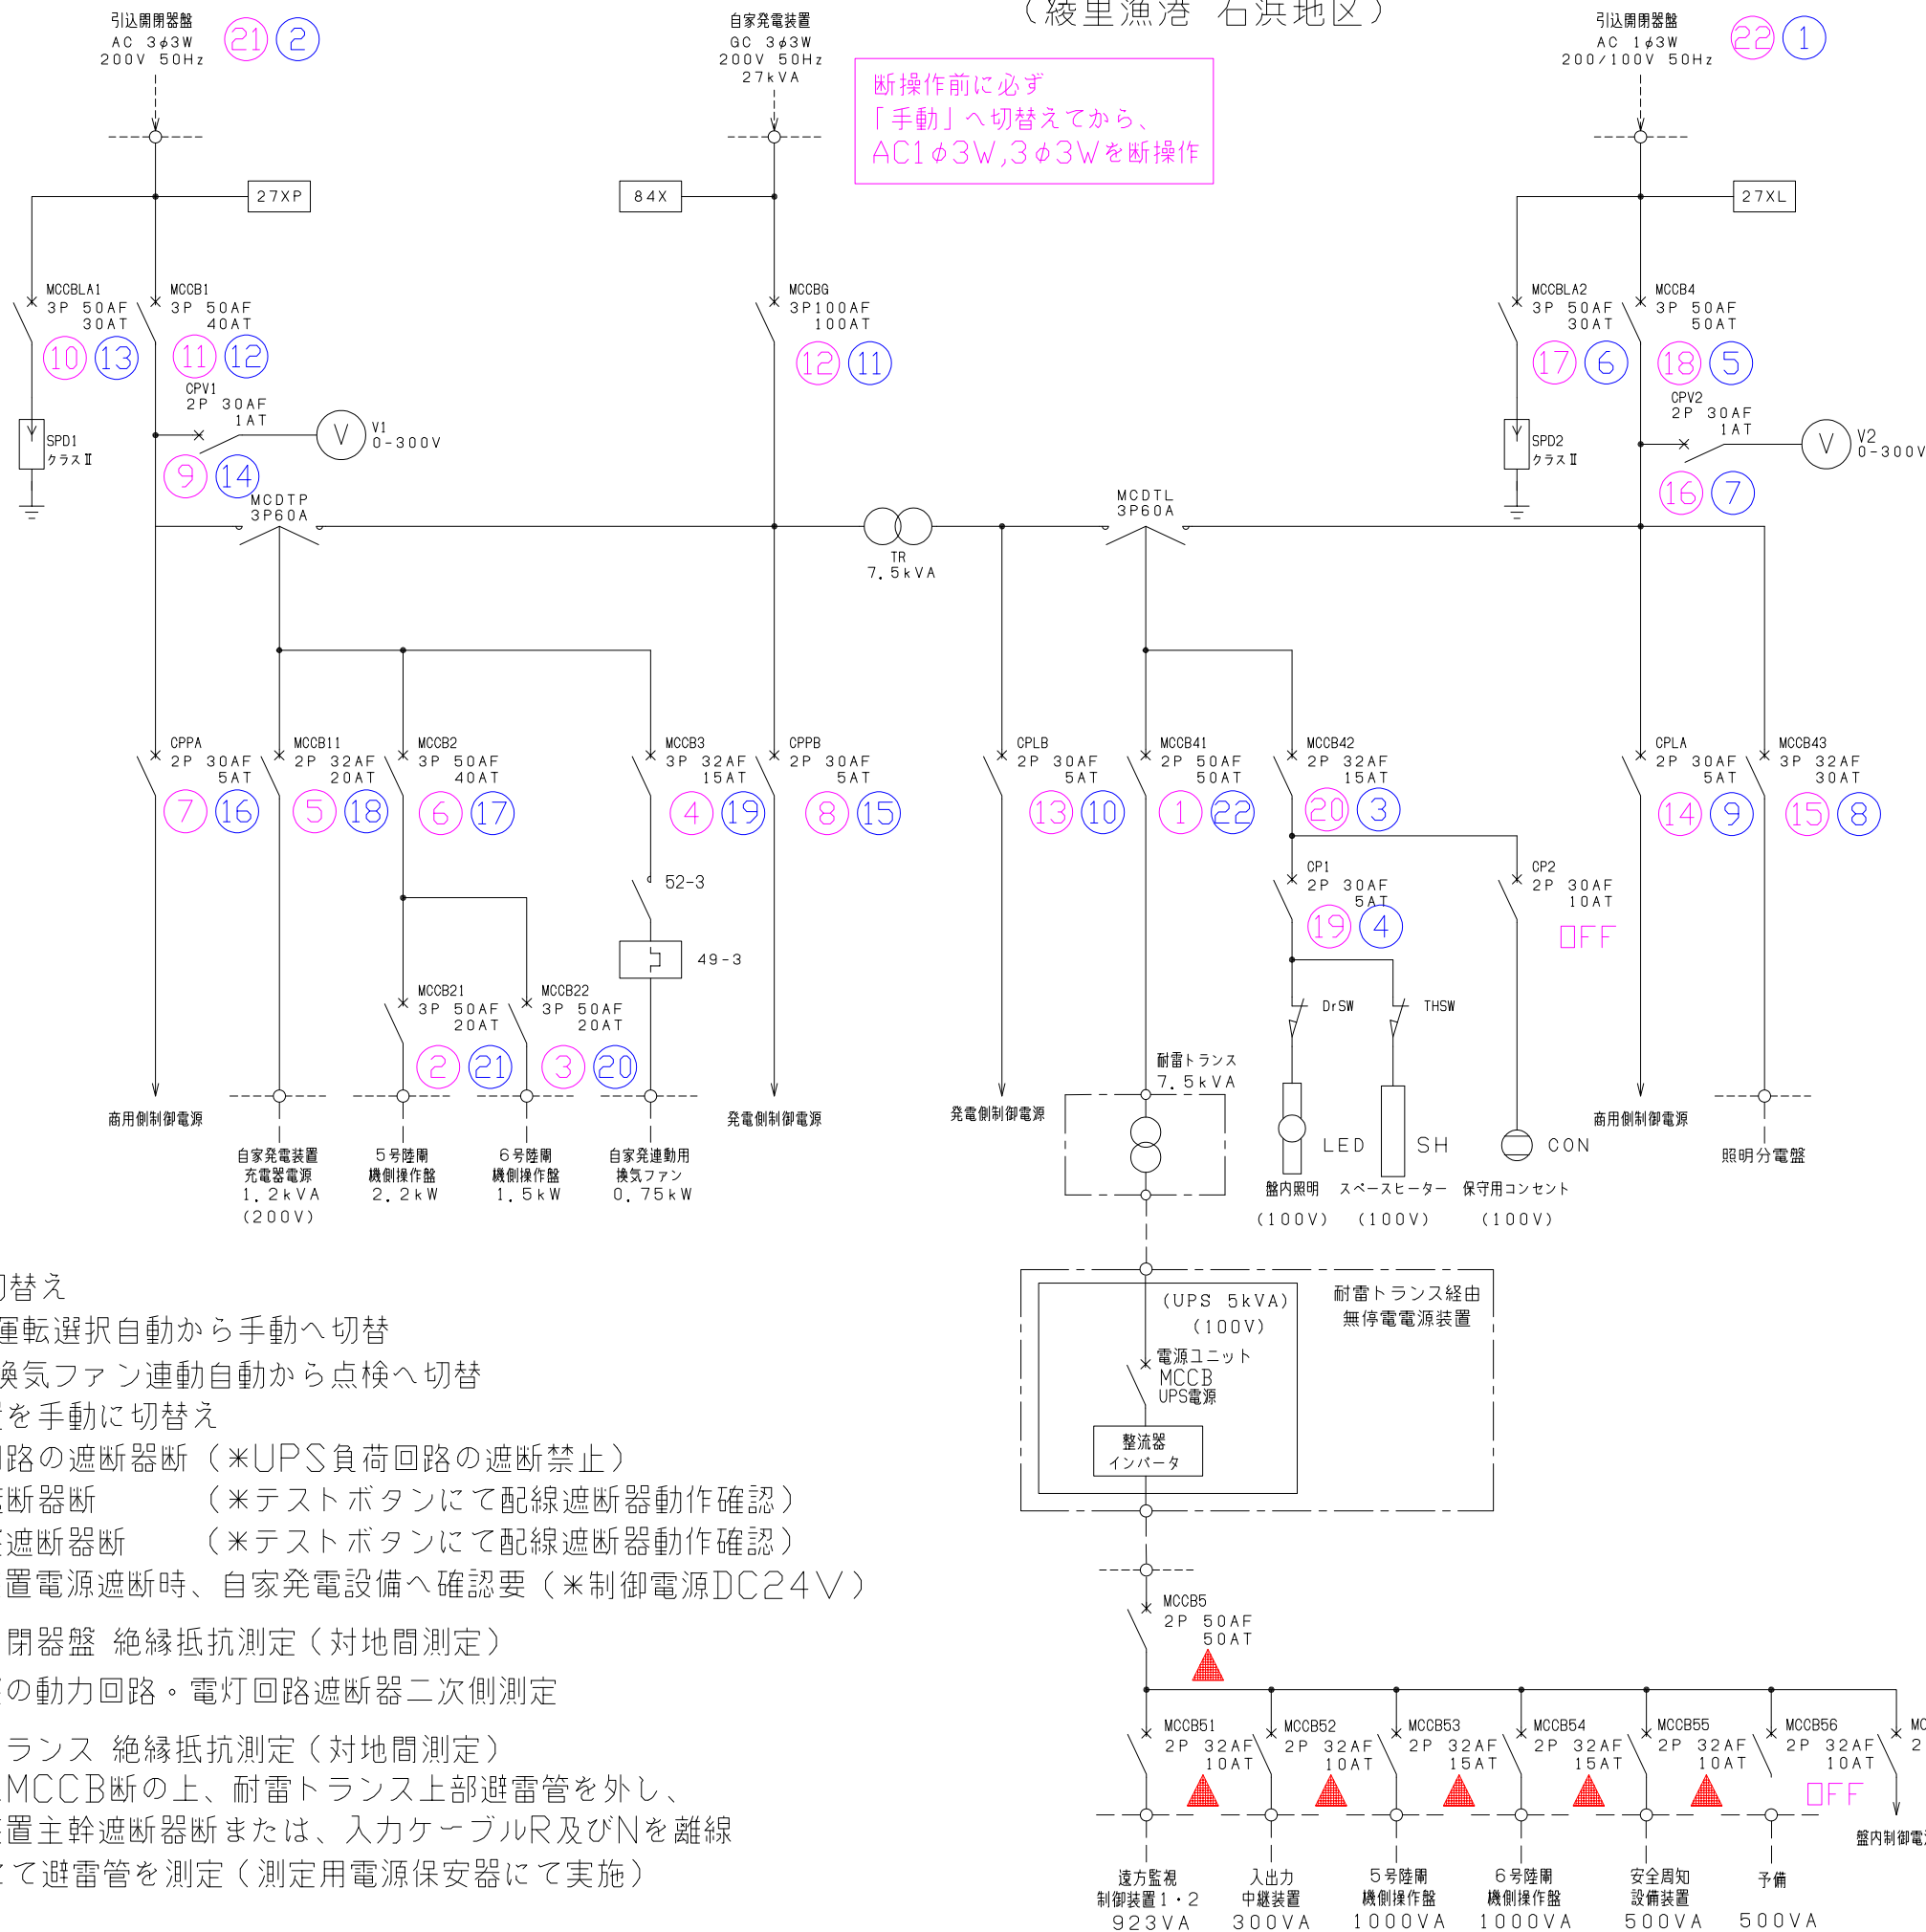 (綾里漁港 石浜地区)
引込開閉器盤
AC 3φ3W
200V 50Hz
21 2
自家発電装置
GC 3φ3W
200V 50Hz
27kVA
引込開閉器盤
AC 1φ3W
200/100V 50Hz
22 1
断操作前に必ず
「手動」へ切替えてから、
AC1φ3W,3φ3Wを断操作
27XP
84X
27XL
MCCBLA1
3P 50AF
30AT
10 13
MCCB1
3P 50AF
40AT
11 12
MCCBG
3P100AF
100AT
12 11
MCCBLA2
3P 50AF
30AT
17 6
MCCB4
3P 50AF
50AT
18 5
CPV1
2P 30AF
1AT
V
V1
0-300V
9 14
SPD1
クラスⅡ
CPV2
2P 30AF
1AT
V
V2
0-300V
16 7
SPD2
クラスⅡ
MCDTP
3P60A
TR
7.5kVA
MCDTL
3P60A
CPPA
2P 30AF
5AT
7 16
MCCB11
2P 32AF
20AT
5 18
MCCB2
3P 50AF
40AT
6 17
MCCB3
3P 32AF
15AT
4 19
CPPB
2P 30AF
5AT
8 15
CPLB
2P 30AF
5AT
13 10
MCCB41
2P 50AF
50AT
1 22
MCCB42
2P 32AF
15AT
20 3
CPLA
2P 30AF
5AT
14 9
MCCB43
3P 32AF
30AT
15 8
52-3
49-3
CP1
2P 30AF
5AT
19 4
CP2
2P 30AF
10AT
OFF
MCCB21
3P 50AF
20AT
2 21
MCCB22
3P 50AF
20AT
3 20
DrSW
THSW
耐雷トランス
7.5kVA
LED
SH
CON
商用側制御電源
自家発電装置
充電器電源
1.2kVA
(200V)
5号陸閘
機側操作盤
2.2kW
6号陸閘
機側操作盤
1.5kW
自家発連動用
換気ファン
0.75kW
発電側制御電源
発電側制御電源
盤内照明
(100V)
スペースヒーター
(100V)
保守用コンセント
(100V)
商用側制御電源
照明分電盤
(UPS 5kVA)
(100V)
電源ユニット
MCCB
UPS電源
整流器
インバータ
耐雷トランス経由
無停電電源装置
切替え
運転選択自動から手動へ切替
換気ファン連動自動から点検へ切替
置を手動に切替え
回路の遮断器断(*UPS負荷回路の遮断禁止)
遮断器断 (*テストボタンにて配線遮断器動作確認)
遮断器断 (*テストボタンにて配線遮断器動作確認)
置電源遮断時、自家発電設備へ確認要(*制御電源DC24V)
閉器盤 絶縁抵抗測定(対地間測定)
の動力回路。電灯回路遮断器二次側測定
ランス 絶縁抵抗測定(対地間測定)
MCCB断の上、耐雷トランス上部避雷管を外し、
装置主幹遮断器断または、入力ケーブルR及びNを離線
にて避雷管を測定(測定用電源保安器にて実施)
MCCB5
2P 50AF
50AT
MCCB51
2P 32AF
10AT
MCCB52
2P 32AF
10AT
MCCB53
2P 32AF
15AT
MCCB54
2P 32AF
15AT
MCCB55
2P 32AF
10AT
MCCB56
2P 32AF
10AT
OFF
MC
2
遠方監視
制御装置1・2
923VA
入出力
中継装置
300VA
5号陸閘
機側操作盤
1000VA
6号陸閘
機側操作盤
1000VA
安全周知
設備装置
500VA
予備
500VA
盤内制御電源